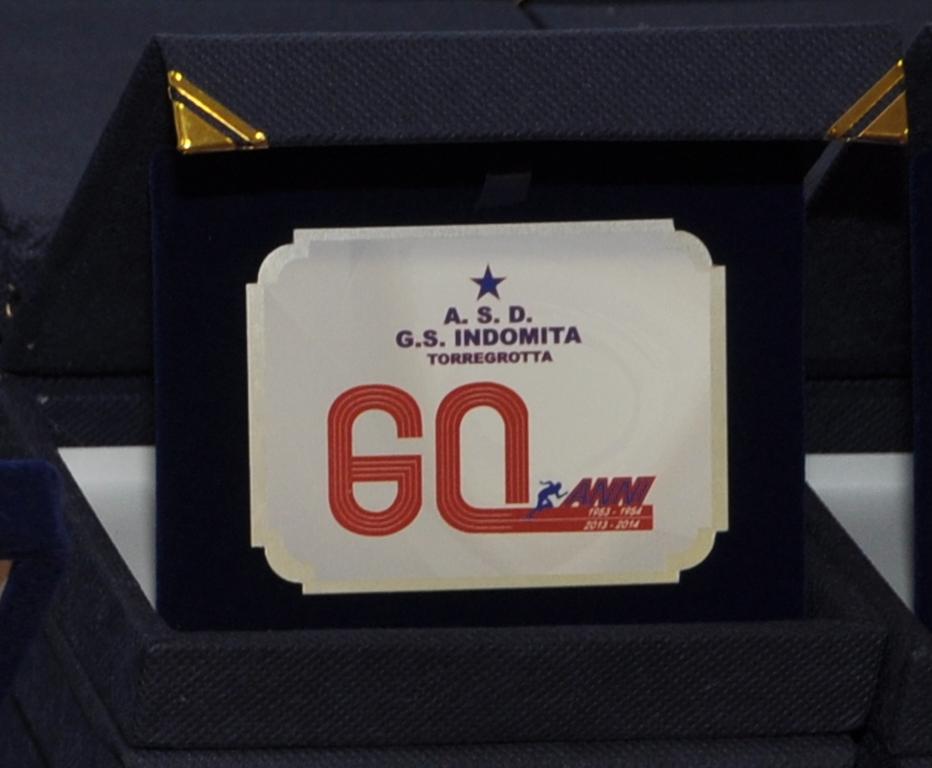 A. S. D.
G.S. INDOMITA
TORREGROTTA
60 ANNI
1953 - 1954
2013 - 2014